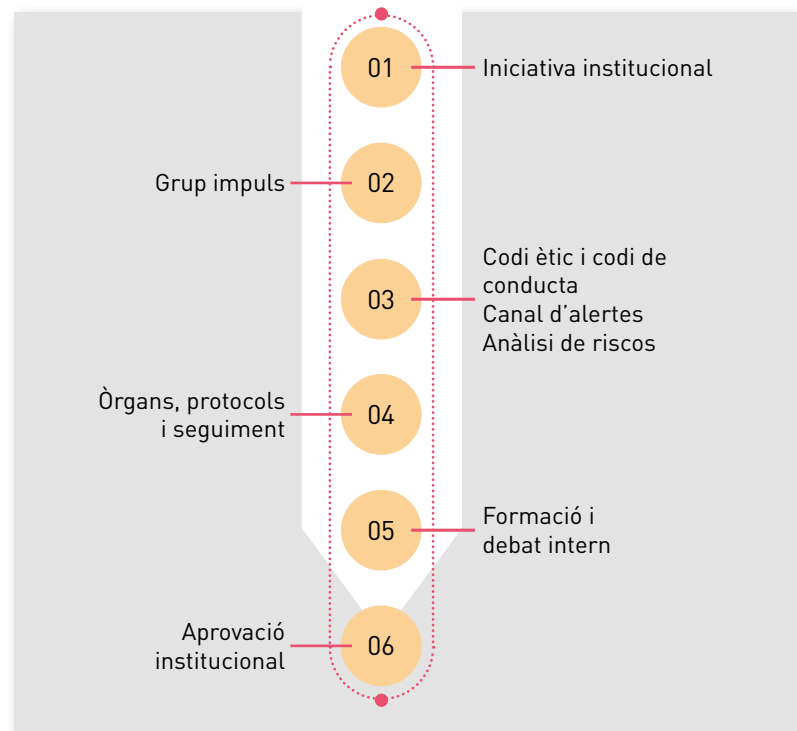 01
Iniciativa institucional
Grup impuls
02
03
Codi ètic i codi de
conducta
Canal d’alertes
Anàlisi de riscos
Òrgans, protocols
i seguiment
04
05
Formació i
debat intern
Aprovació
institucional
06